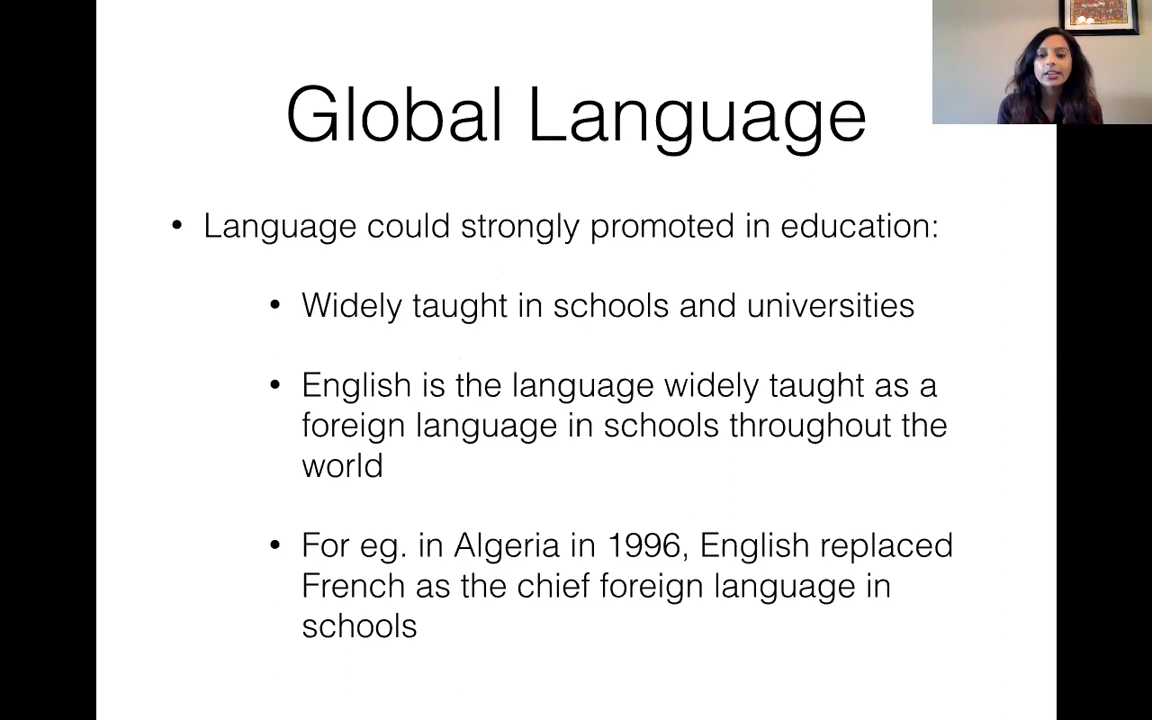 Global Language
• Language could strongly promoted in education:
• Widely taught in schools and universities
• English is the language widely taught as a
foreign language in schools throughout the
world
• For eg. in Algeria in 1996, English replaced
French as the chief foreign language in
schools